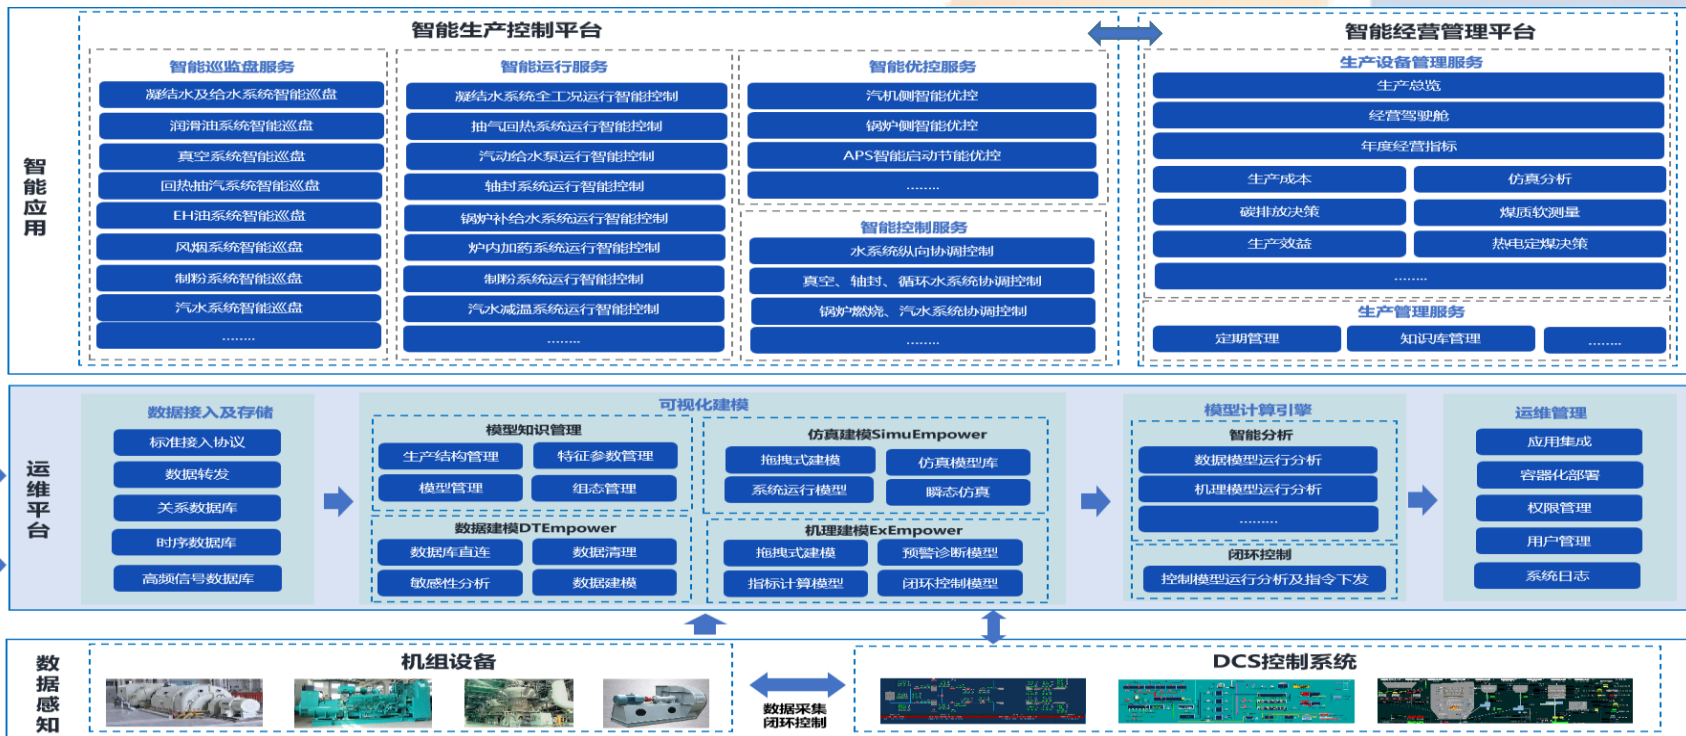 智能应用
智能生产控制平台
智能巡监盘服务
凝结水及给水系统智能巡盘
润滑油系统智能巡盘
真空系统智能巡盘
回热抽汽系统智能巡盘
EH油系统智能巡盘
风烟系统智能巡盘
制粉系统智能巡盘
汽水系统智能巡盘
........
智能运行服务
凝结水系统全工况运行智能控制
抽气回热系统运行智能控制
汽动给水泵运行智能控制
轴封系统运行智能控制
锅炉补给水系统运行智能控制
炉内加药系统运行智能控制
制粉系统运行智能控制
汽水减温系统运行智能控制
........
智能优控服务
汽机侧智能优控
锅炉侧智能优控
APS智能启动节能优控
........
智能控制服务
水系统纵向协调控制
真空、轴封、循环水系统协调控制
锅炉燃烧、汽水系统协调控制
........
智能经营管理平台
生产设备管理服务
生产总览
经营驾驶舱
年度经营指标
生产成本
仿真分析
碳排放决策
煤质软测量
生产效益
热电定煤决策
........
生产管理服务
定期管理
知识库管理
........
运维平台
数据接入及存储
标准接入协议
数据转发
关系数据库
时序数据库
高频信号数据库
可视化建模
模型知识管理
生产结构管理
特征参数管理
模型管理
组态管理
仿真建模SimuEmpower
拖拽式建模
仿真模型库
系统运行模型
瞬态仿真
数据建模DTEmpower
数据库直连
数据清理
敏感性分析
数据建模
机理建模ExEmpower
拖拽式建模
预警诊断模型
指标计算模型
闭环控制模型
模型计算引擎
智能分析
数据模型运行分析
机理模型运行分析
.........
闭环控制
控制模型运行分析及指令下发
运维管理
应用集成
容器化部署
权限管理
用户管理
系统日志
数据感知
机组设备
数据采集
闭环控制
DCS控制系统